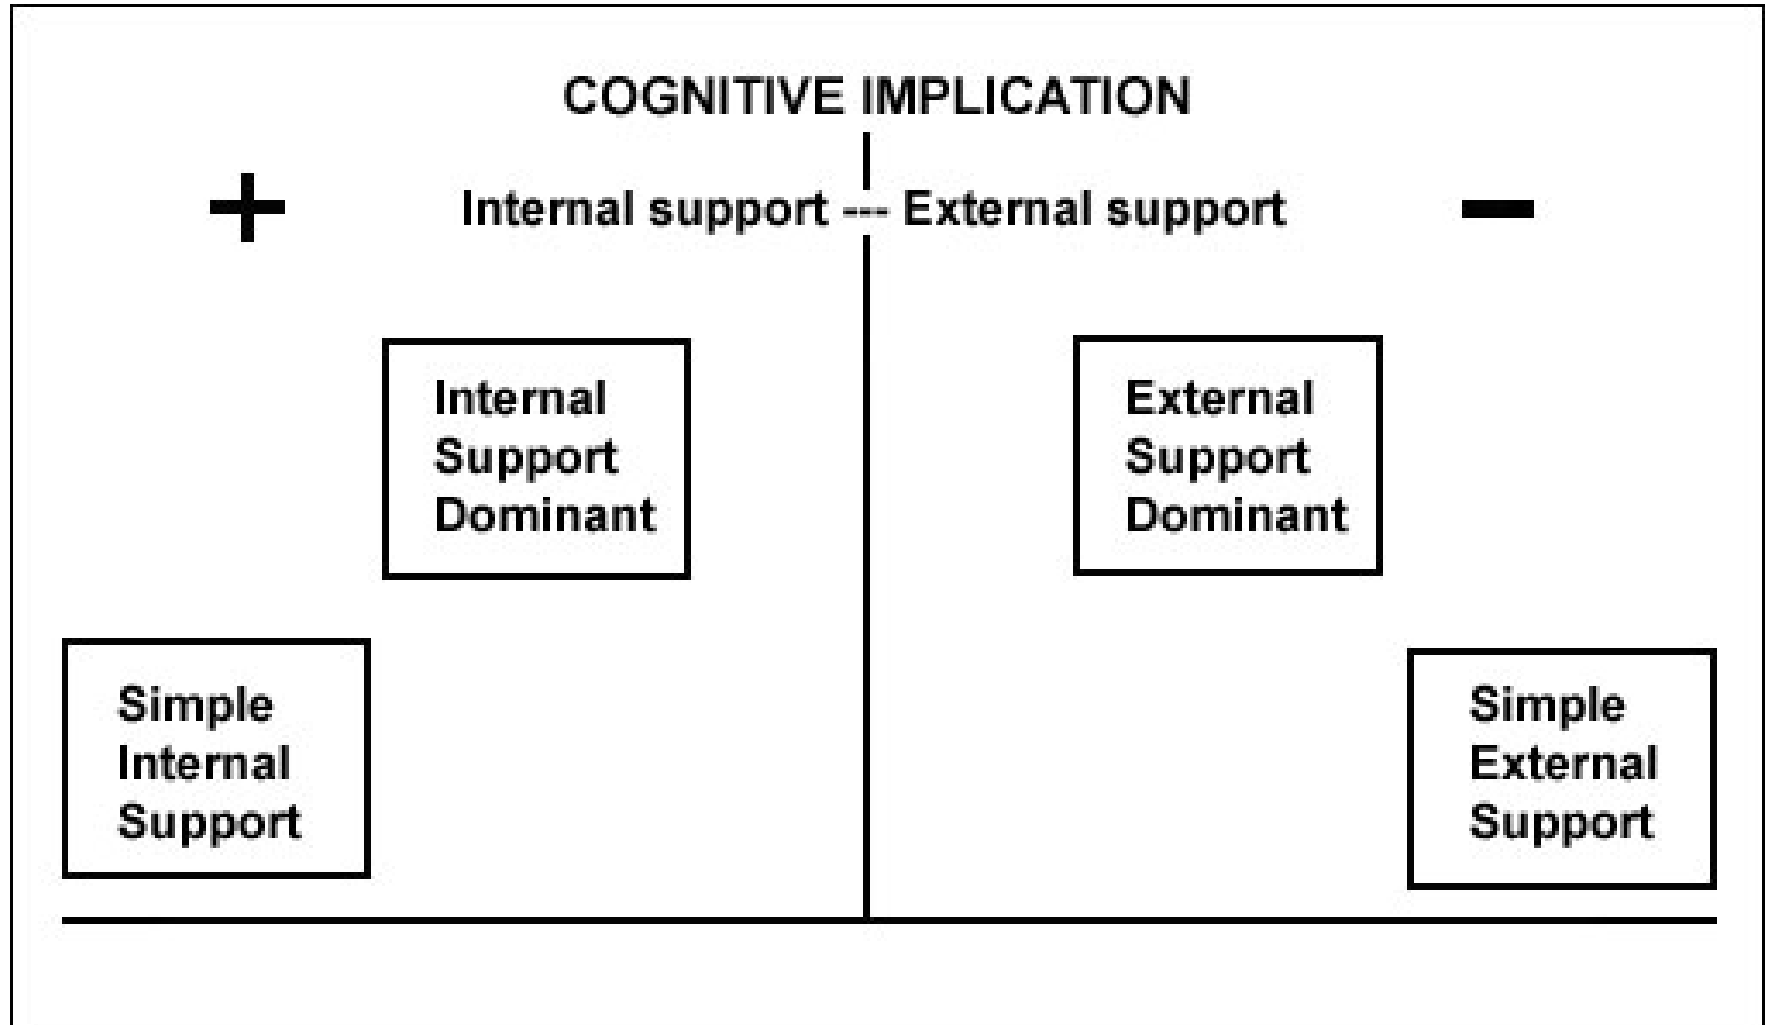 COGNITIVE IMPLICATION
+ Internal support --- External support −
Internal
Support
Dominant
External
Support
Dominant
Simple
Internal
Support
Simple
External
Support